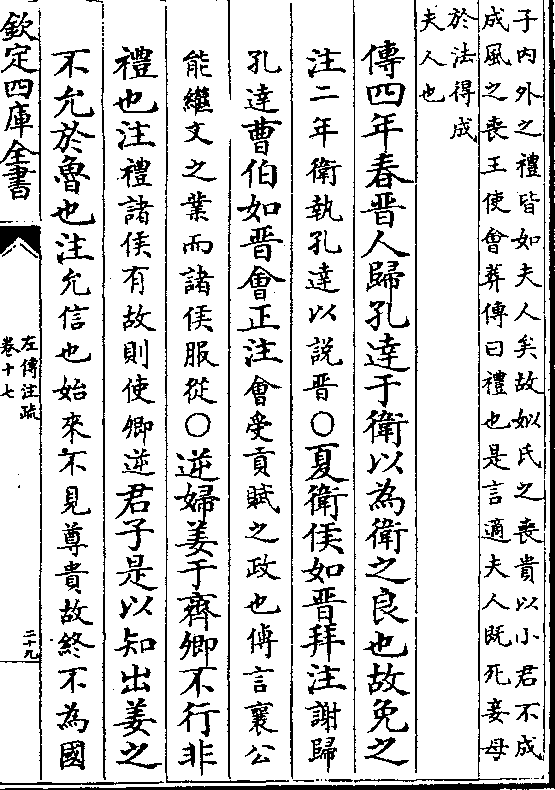 子内外之禮皆如夫人矣故姒氏之喪貴以小君不成
成風之喪王使會葬傳曰禮也是言適夫人既死妾母
於法得成
夫人也
傳四年春晋人歸孔達于衛以為衛之良也故免之
注二年衛執孔達以說晋○夏衛侯如晋拜注謝歸
孔達曹伯如晋會正注會受貢賦之政也傅言襄公
能繼文之業而諸侯服從○逆婦姜于齊卿不行非
禮也注禮諸侯有故則使卿逆君子是以知出姜之
不允於魯也注允信也始來不見尊貴故終不為國
欽定四庫全書
左傳注疏
卷十七
二十九